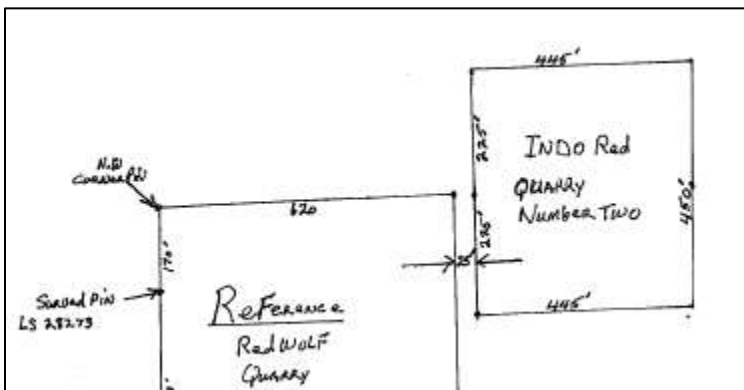 445'
225'
INDO Red
QUARRY
Number Two
450'
225'
445'
N.W
Corner Pin
620
170'
25'
Survey Pin
LS 28273
Reference
Red WOLF
Quarry